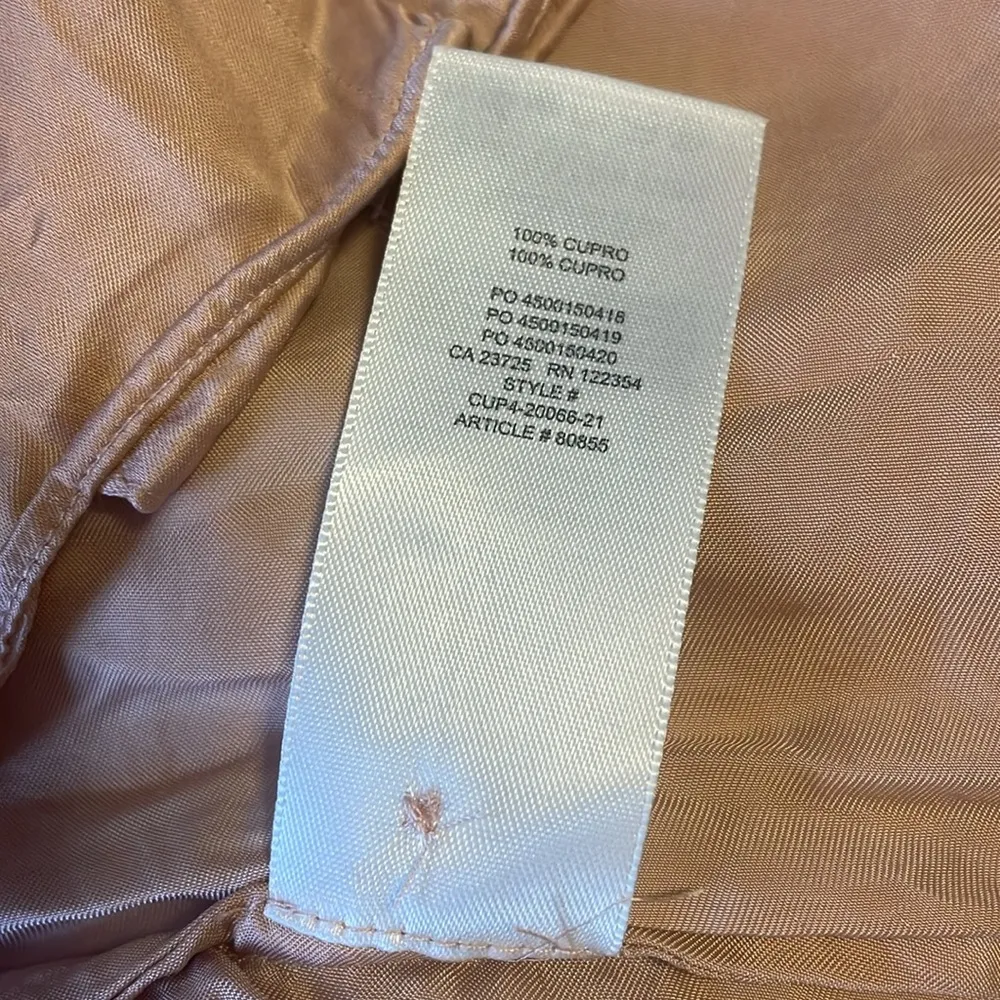 100% CUPRO
100% CUPRO
PO 4500150418
PO 4500150419
PO 4500150420
CA 23725 RN 122354
STYLE #
CUP4-20066-21
ARTICLE # 80855